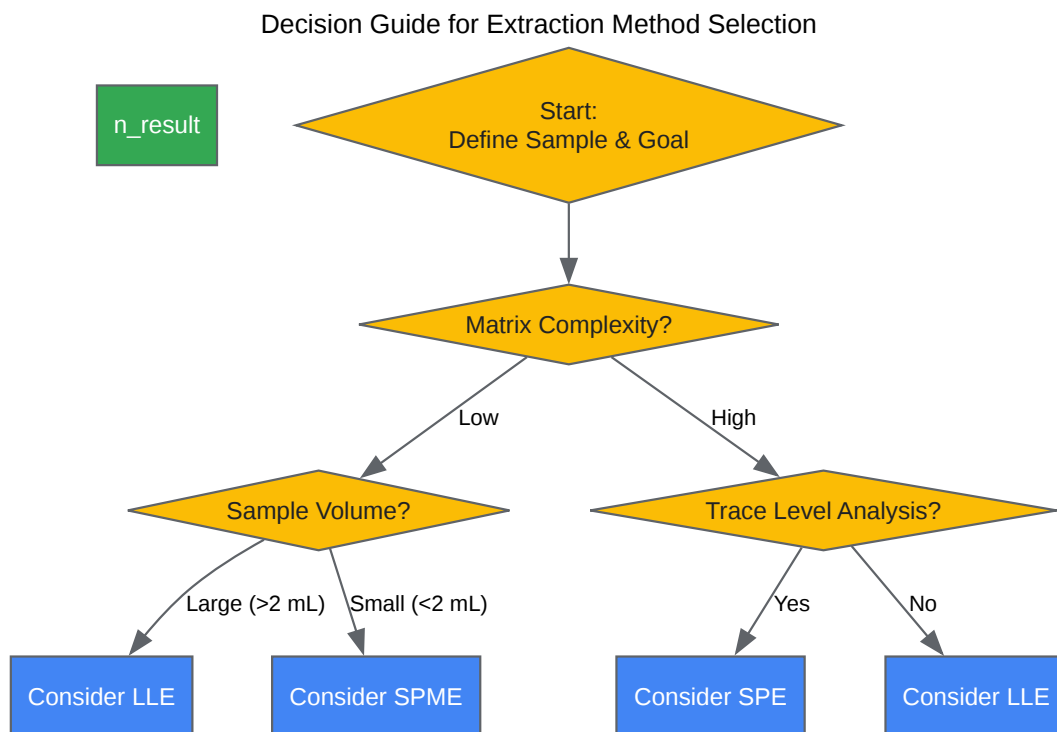 Decision Guide for Extraction Method Selection
n_result
Start:
Define Sample & Goal
Matrix Complexity?
Low
High
Sample Volume?
Trace Level Analysis?
Large (>2 mL)
Small (<2 mL)
Yes
No
Consider LLE
Consider SPME
Consider SPE
Consider LLE